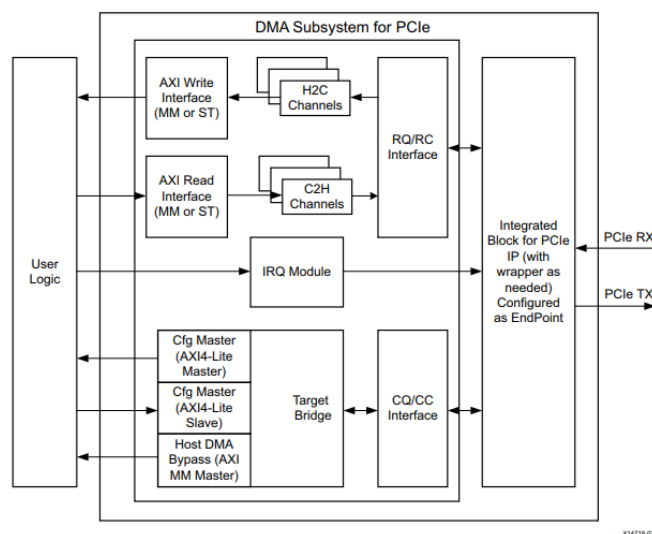 DMA Subsystem for PCIe
AXI Write
Interface
(MM or ST)
H2C
Channels
RQ/RC
Interface
AXI Read
Interface
(MM or ST)
C2H
Channels
User
Logic
IRQ Module
Integrated
Block for PCIe
IP (with
wrapper as
needed)
Configured
as EndPoint
PCIe RX
PCIe TX
Cfg Master
(AXI4-Lite
Master)
Cfg Master
(AXI4-Lite
Slave)
Host DMA
Bypass (AXI
MM Master)
Target
Bridge
CQ/CC
Interface